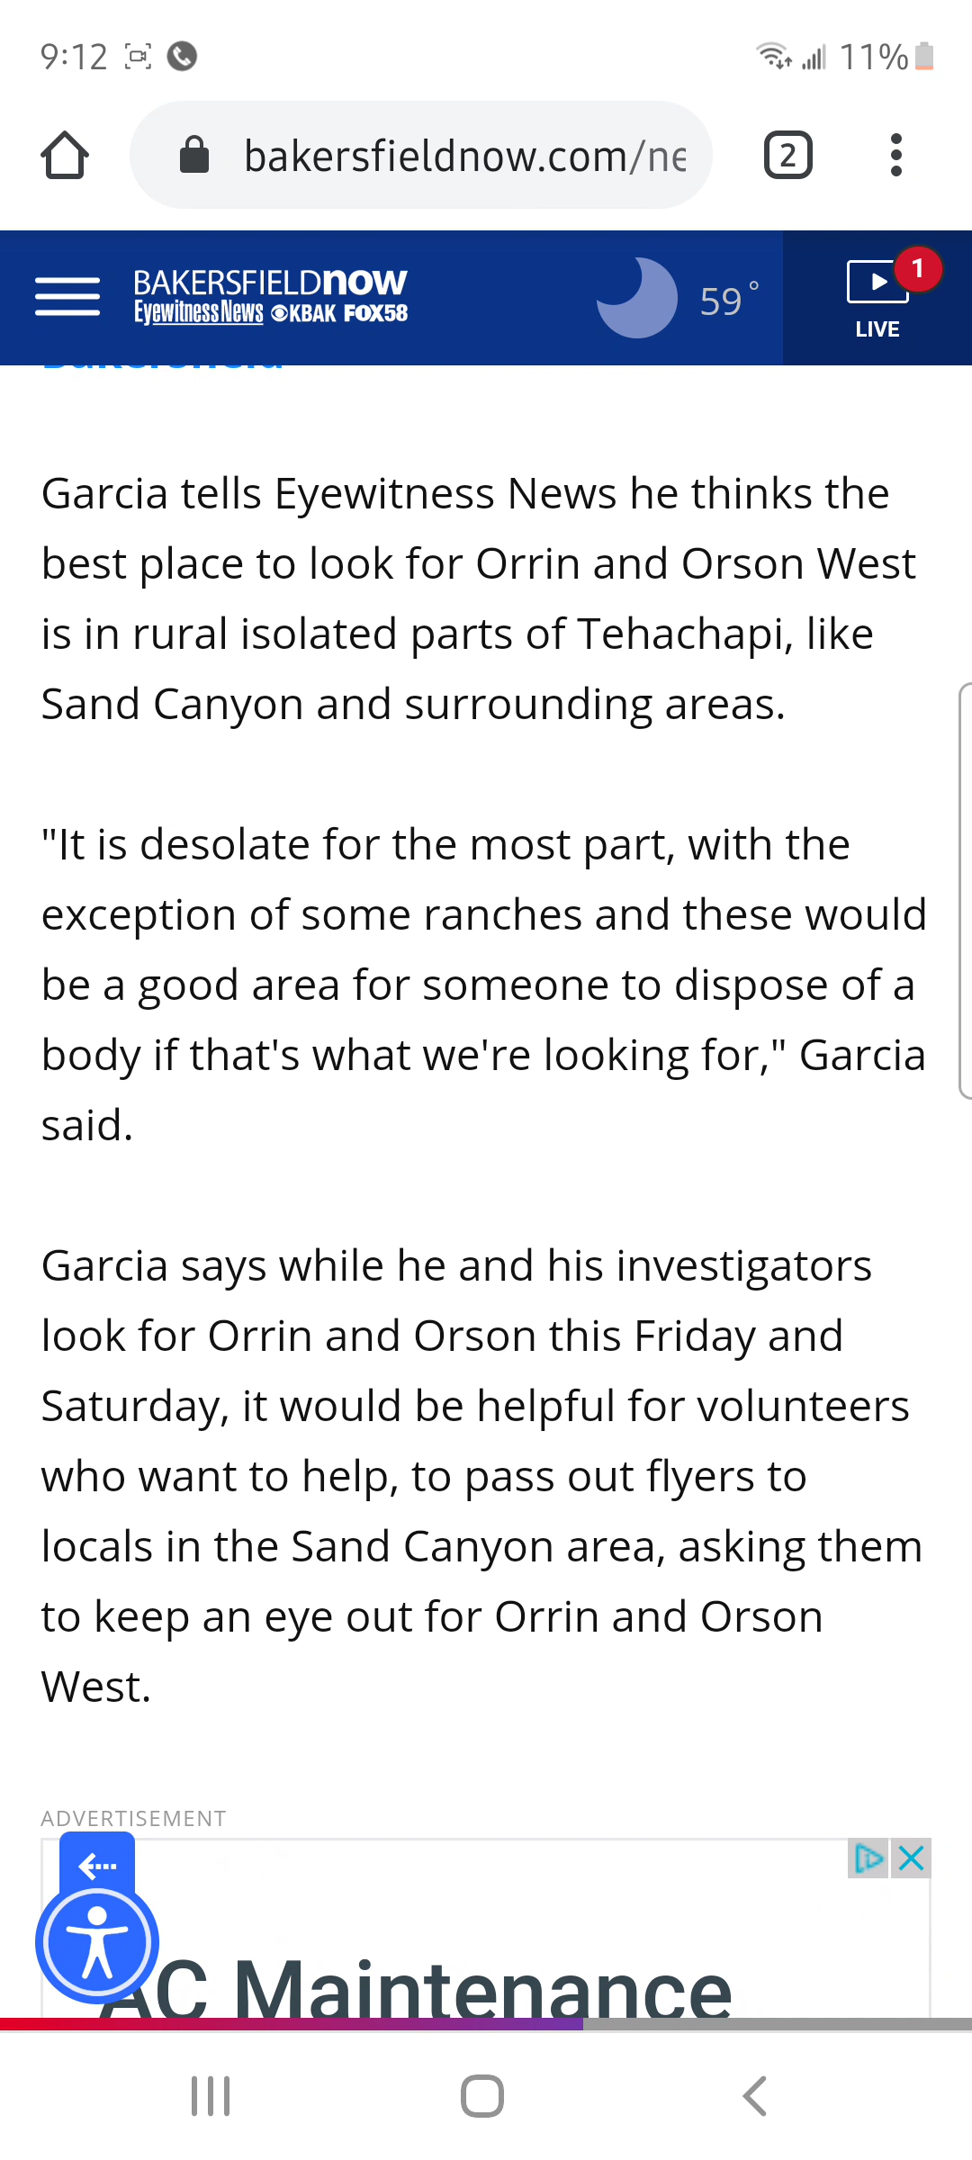 9:12
11%
bakersfieldnow.com/ne
2
BAKERSFIELDnow
EyewitnessNews KBAK FOX58
59°
1
LIVE
Bakersfield
Garcia tells Eyewitness News he thinks the
best place to look for Orrin and Orson West
is in rural isolated parts of Tehachapi, like
Sand Canyon and surrounding areas.
"It is desolate for the most part, with the
exception of some ranches and these would
be a good area for someone to dispose of a
body if that's what we're looking for," Garcia
said.
Garcia says while he and his investigators
look for Orrin and Orson this Friday and
Saturday, it would be helpful for volunteers
who want to help, to pass out flyers to
locals in the Sand Canyon area, asking them
to keep an eye out for Orrin and Orson
West.
ADVERTISEMENT
AC Maintenance